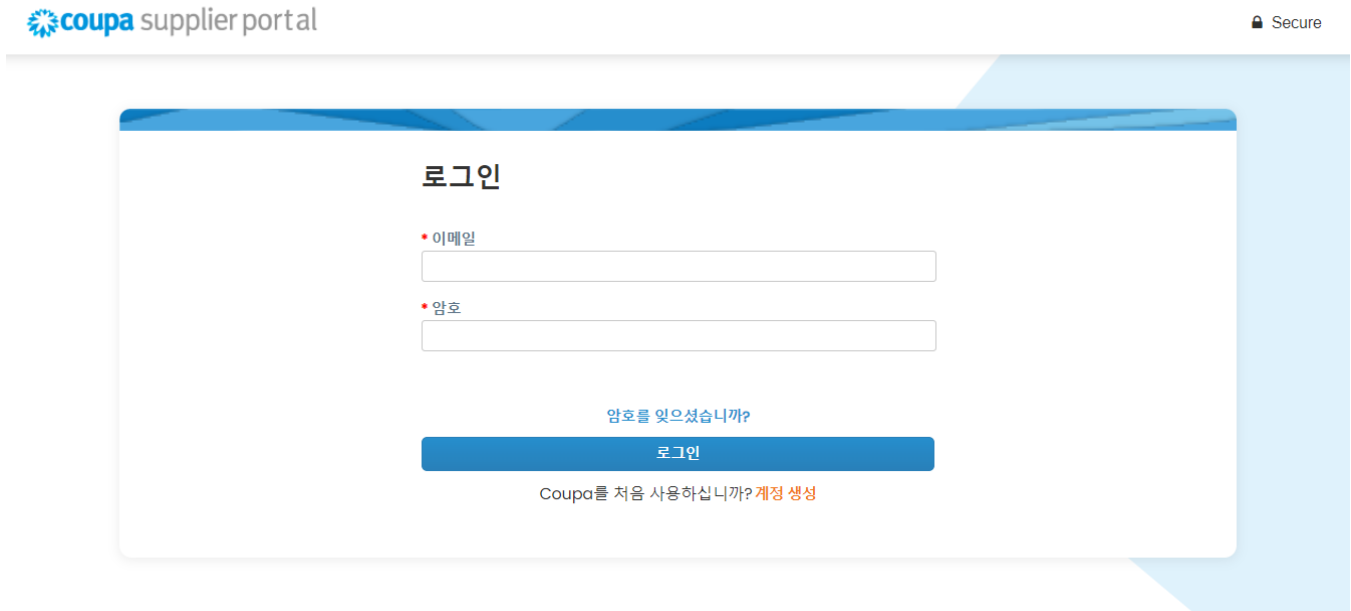 coupa supplier portal
Secure
로그인
* 이메일
* 암호
암호를 잊으셨습니까?
로그인
Coupa를 처음 사용하십니까? 계정 생성